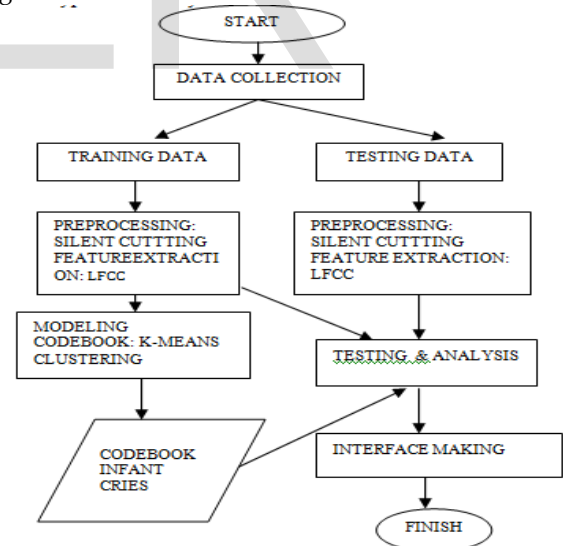 START
DATA COLLECTION
TRAINING DATA
TESTING DATA
PREPROCESSING:
SILENT CUTTTING
FEATUREEXTRACTI
ON: LFCC
PREPROCESSING:
SILENT CUTTTING
FEATURE EXTRACTION:
LFCC
MODELING
CODEBOOK: K-MEANS
CLUSTERING
TESTING & ANALYSIS
CODEBOOK
INFANT
CRIES
INTERFACE MAKING
FINISH